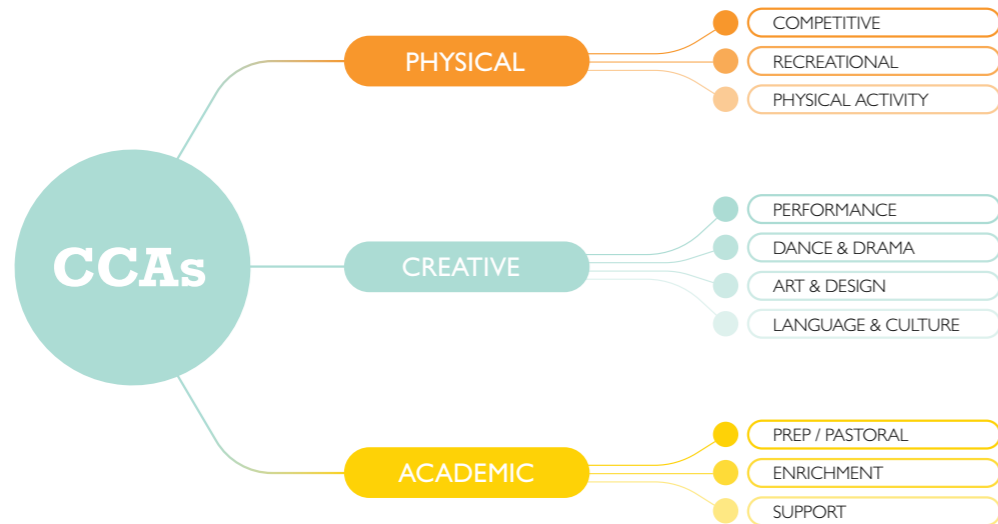 CCAs
PHYSICAL
COMPETITIVE
RECREATIONAL
PHYSICAL ACTIVITY
CREATIVE
PERFORMANCE
DANCE & DRAMA
ART & DESIGN
LANGUAGE & CULTURE
ACADEMIC
PREP / PASTORAL
ENRICHMENT
SUPPORT